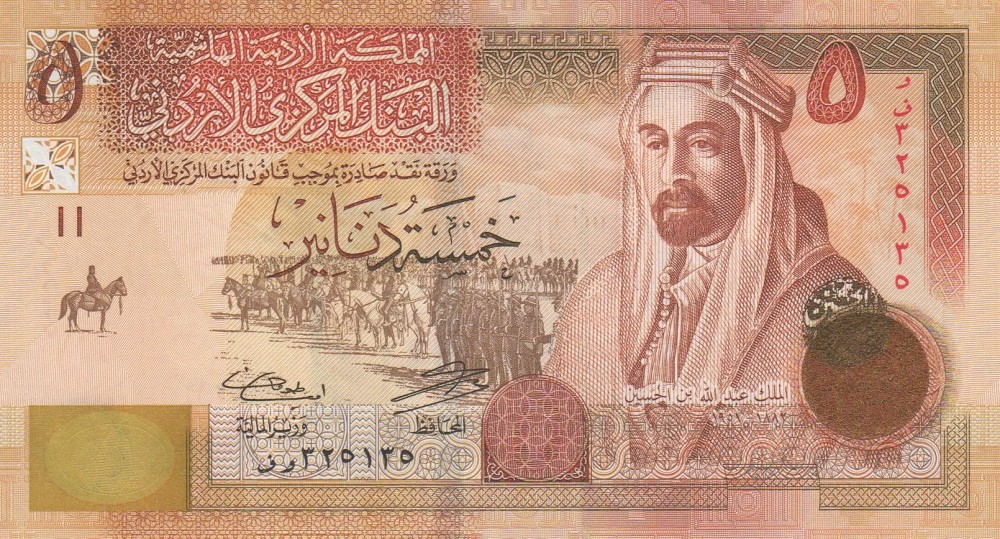 ٥
المملكة الأردنية الهاشمية
٥
البنك المركزي الأردني
ورقة نقد صادرة بموجب قانون البنك المركزي الأردني
خمسة دنانير
٣٢٥١٣٥
الملك عبد الله بن الحسين
١٨٨٢ - ١٩٥١
المحافظ
وزير المالية
٣٢٥١٣٥